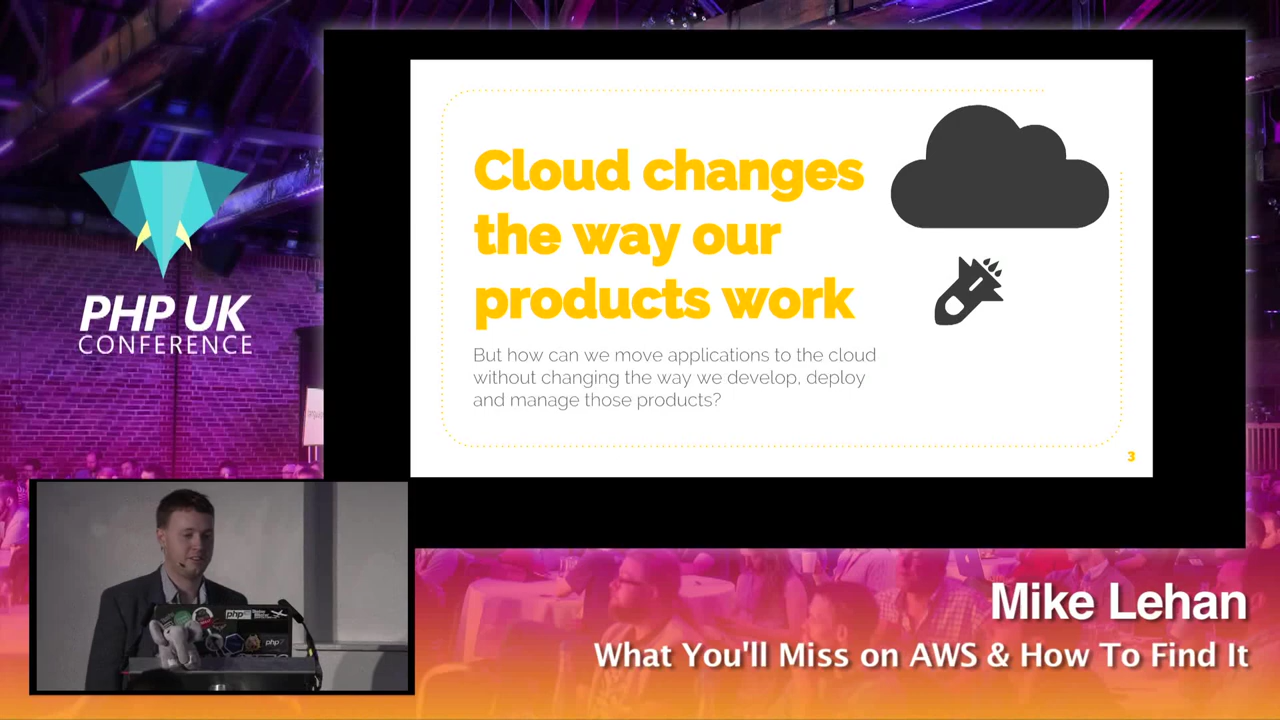 PHP UK
CONFERENCE
Cloud changes
the way our
products work
But how can we move applications to the cloud
without changing the way we develop, deploy
and manage those products?
3
php
php
Mike Lehan
What You'll Miss on AWS & How To Find It